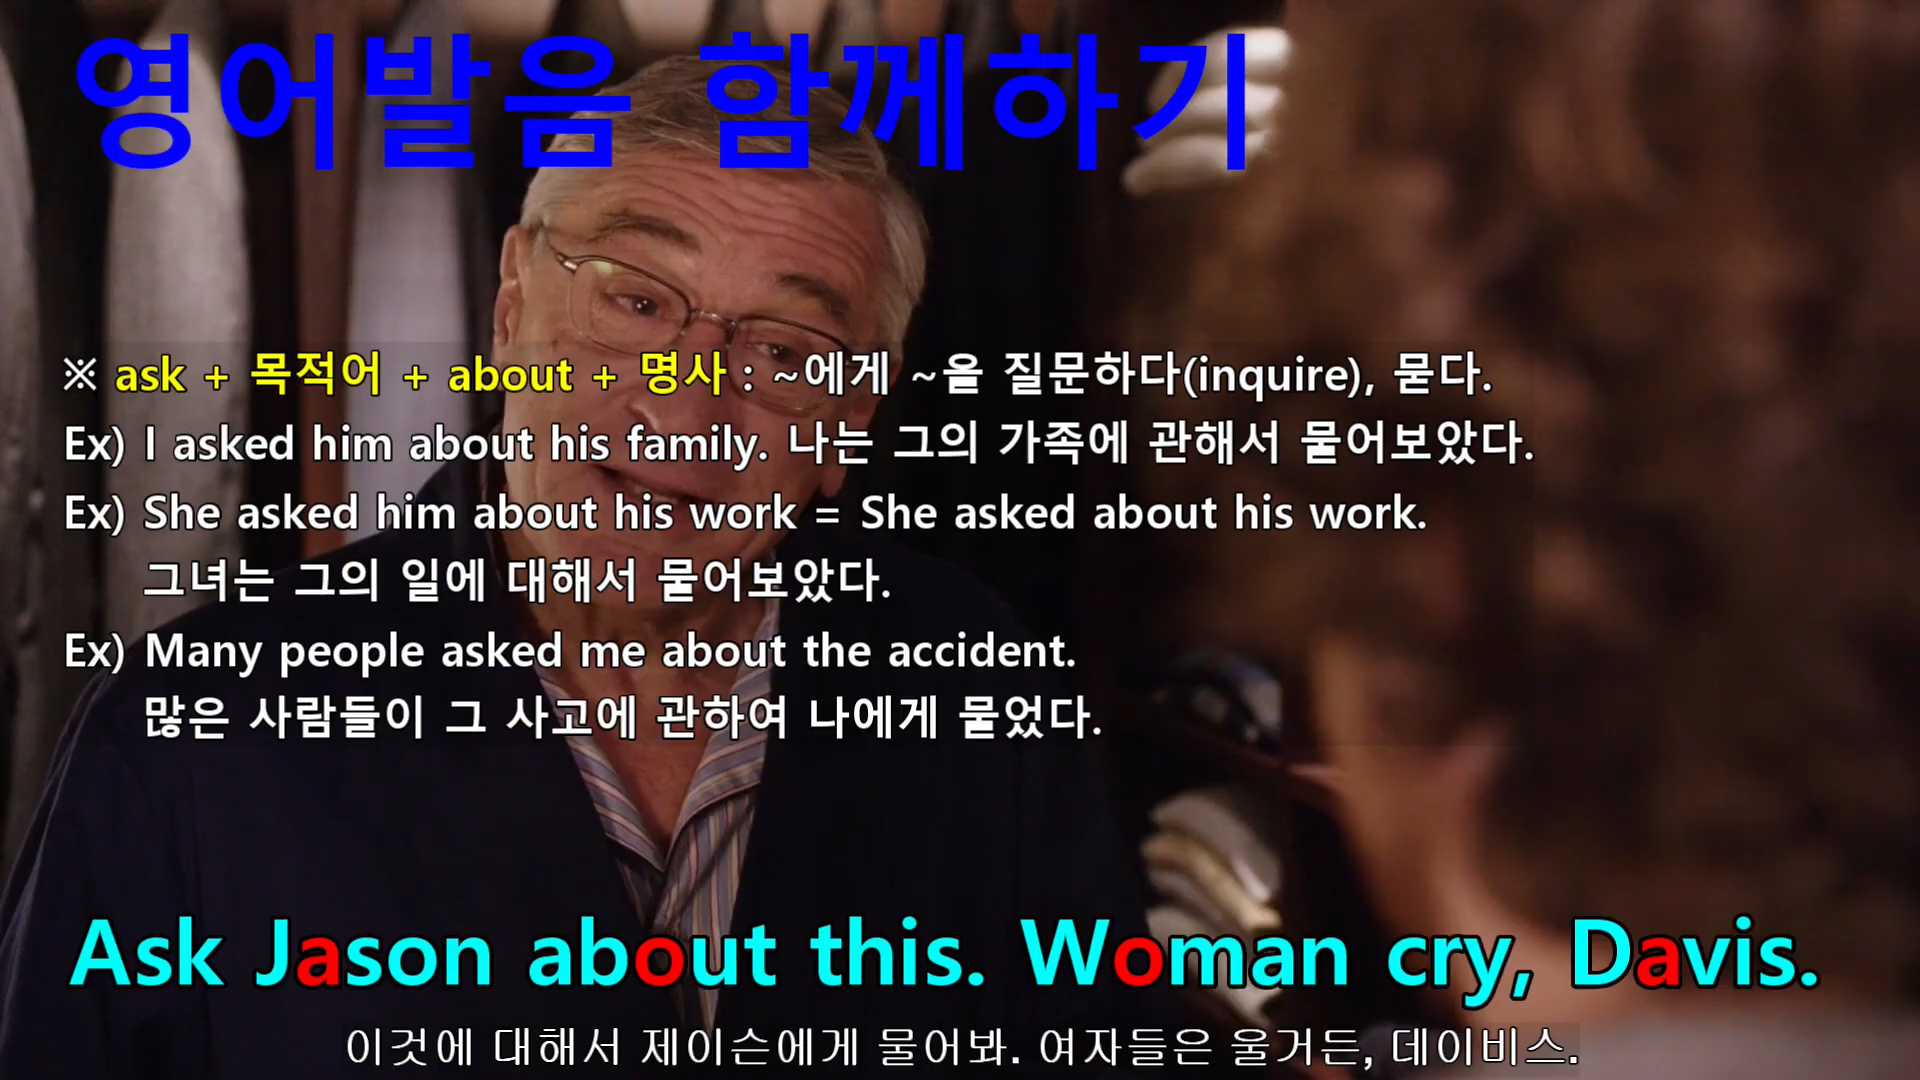 영어발음 함께하기
※ ask + 목적어 + about + 명사 : ~에게 ~을 질문하다(inquire), 묻다.
Ex) I asked him about his family. 나는 그의 가족에 관해서 물어보았다.
Ex) She asked him about his work = She asked about his work.
그녀는 그의 일에 대해서 물어보았다.
Ex) Many people asked me about the accident.
많은 사람들이 그 사고에 관하여 나에게 물었다.
Ask Jason about this. Woman cry, Davis.
이것에 대해서 제이슨에게 물어봐. 여자들은 울거든, 데이비스.